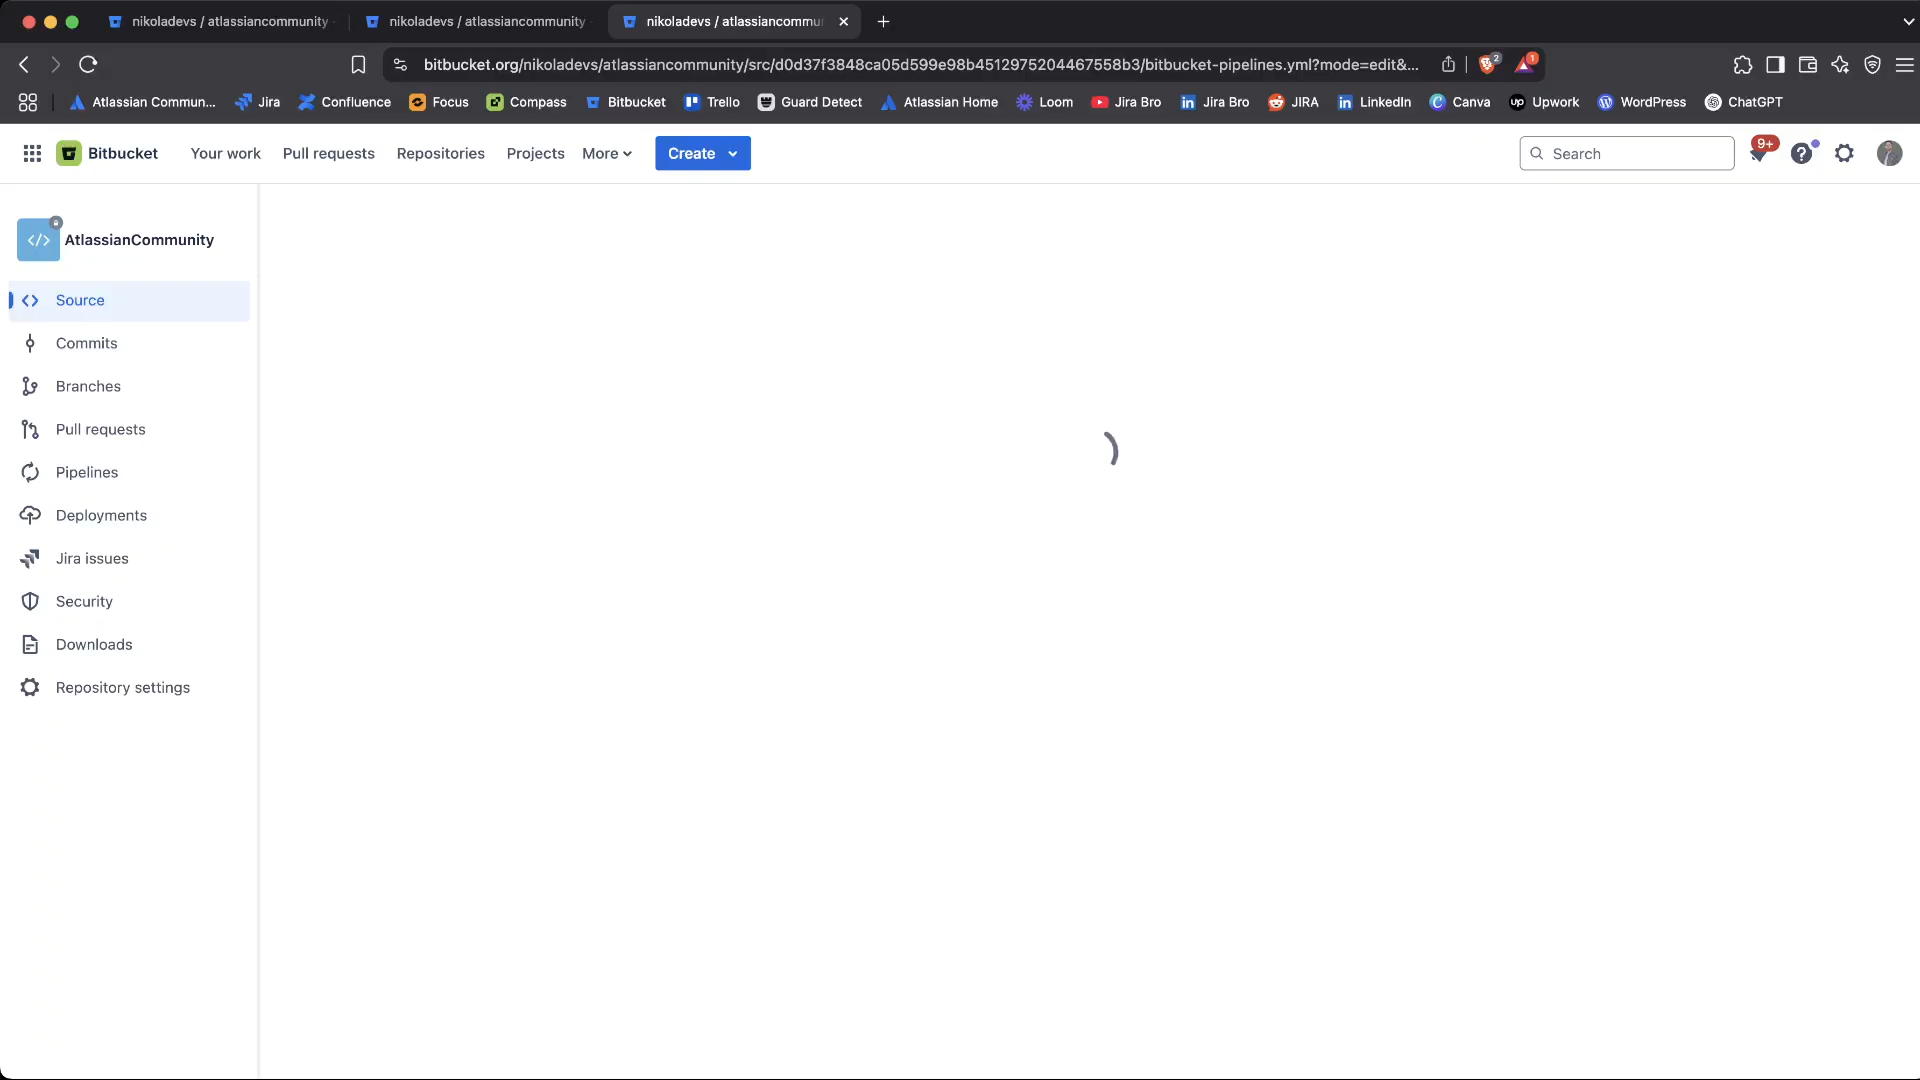 nikoladevs / atlassiancommunity
nikoladevs / atlassiancommunity
nikoladevs / atlassiancommu
bitbucket.org/nikoladevs/atlassiancommunity/src/d0d37f3848ca05d599e98b4512975204467558b3/bitbucket-pipelines.yml?mode=edit&...
2
1
Atlassian Commun...
Jira
Confluence
Focus
Compass
Bitbucket
Trello
Guard Detect
Atlassian Home
Loom
Jira Bro
Jira Bro
JIRA
LinkedIn
Canva
Upwork
WordPress
ChatGPT
Bitbucket
Your work
Pull requests
Repositories
Projects
More
Create
Search
9+
AtlassianCommunity
Source
Commits
Branches
Pull requests
Pipelines
Deployments
Jira issues
Security
Downloads
Repository settings